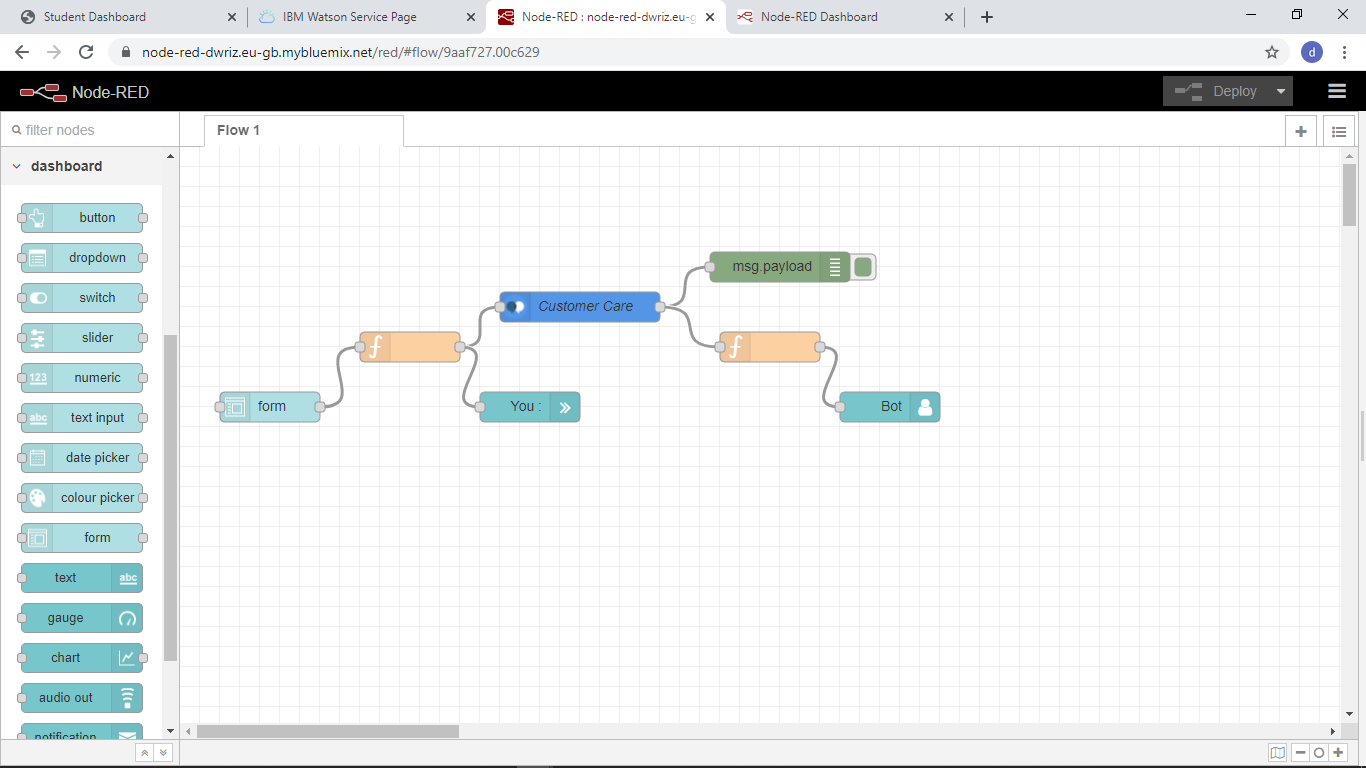 Student Dashboard
IBM Watson Service Page
Node-RED : node-red-dwriz.eu-g
Node-RED Dashboard
node-red-dwriz.eu-gb.mybluemix.net/red/#flow/9aaf727.00c629
d
Node-RED
Deploy
filter nodes
Flow 1
dashboard
button
dropdown
switch
slider
123 numeric
abc text input
date picker
colour picker
form
text abc
gauge
chart
audio out
notification
msg.payload
Customer Care
f
f
form
You :
Bot